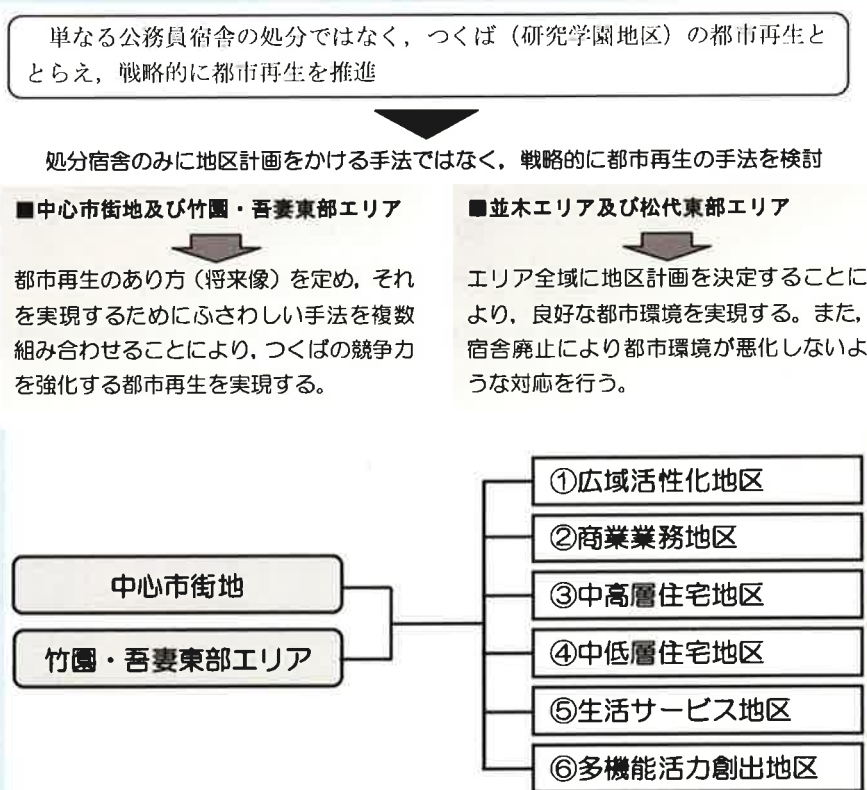 単なる公務員宿舎の処分ではなく，つくば（研究学園地区）の都市再生と
とらえ，戦略的に都市再生を推進
処分宿舎のみに地区計画をかける手法ではなく，戦略的に都市再生の手法を検討
■中心市街地及び竹園・吾妻東部エリア
都市再生のあり方（将来像）を定め，それ
を実現するためにふさわしい手法を複数
組み合わせることにより，つくばの競争力
を強化する都市再生を実現する。
■並木エリア及び松代東部エリア
エリア全域に地区計画を決定することに
より，良好な都市環境を実現する。また，
宿舎廃止により都市環境が悪化しないよ
うな対応を行う。
中心市街地
竹園・吾妻東部エリア
①広域活性化地区
②商業業務地区
③中高層住宅地区
④中低層住宅地区
⑤生活サービス地区
⑥多機能活力創出地区